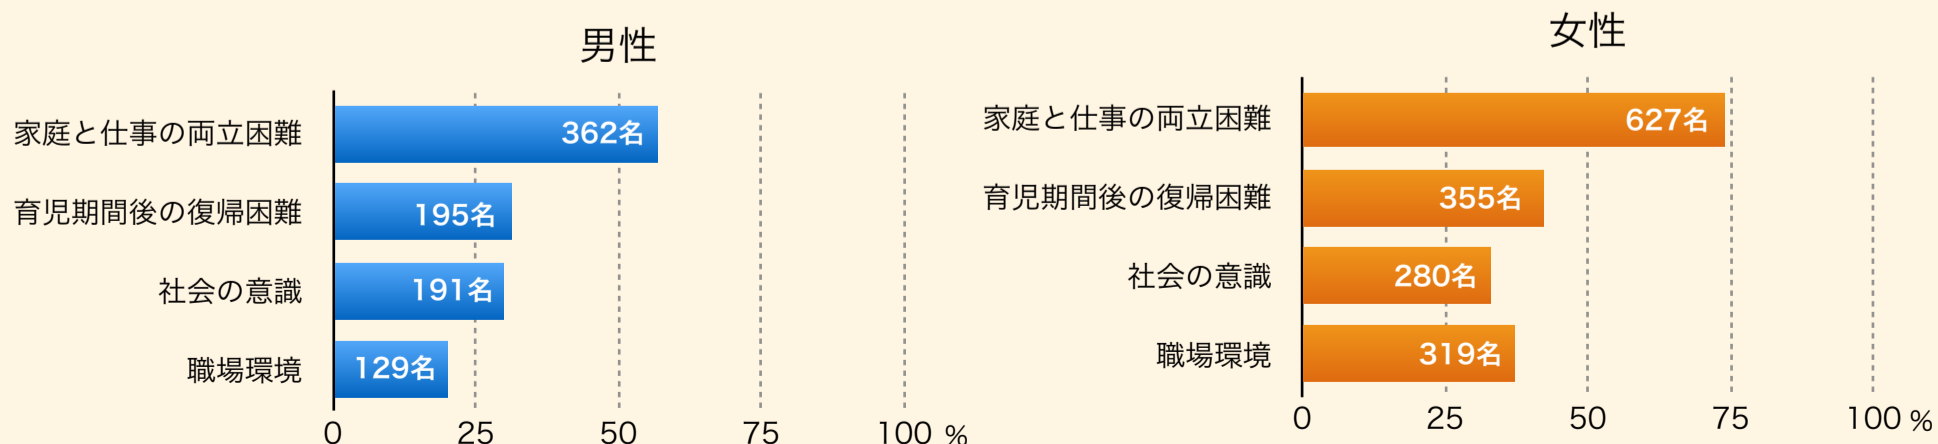 男性
家庭と仕事の両立困難
362名
育児期間後の復帰困難
195名
社会の意識
191名
職場環境
129名
0 25 50 75 100 %
女性
家庭と仕事の両立困難
627名
育児期間後の復帰困難
355名
社会の意識
280名
職場環境
319名
0 25 50 75 100 %